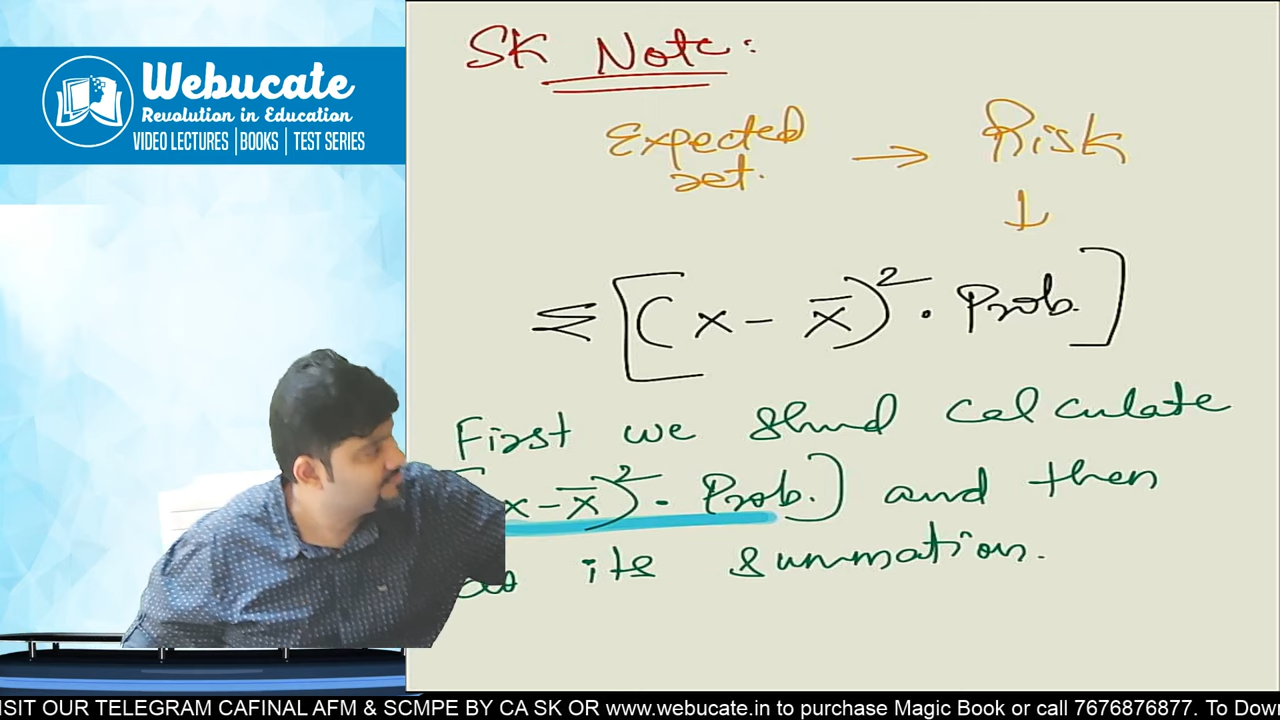 Webucate
Revolution in Education
VIDEO LECTURES | BOOKS | TEST SERIES
SK Note:
Expected → Risk
ret. ↓
Σ[(x - x̄)². Prob.]
First we shud calculate
x - x̄)². Prob.] and then
its summation.
ISIT OUR TELEGRAM CAFINAL AFM & SCMPE BY CA SK OR www.webucate.in to purchase Magic Book or call 7676876877. To Down